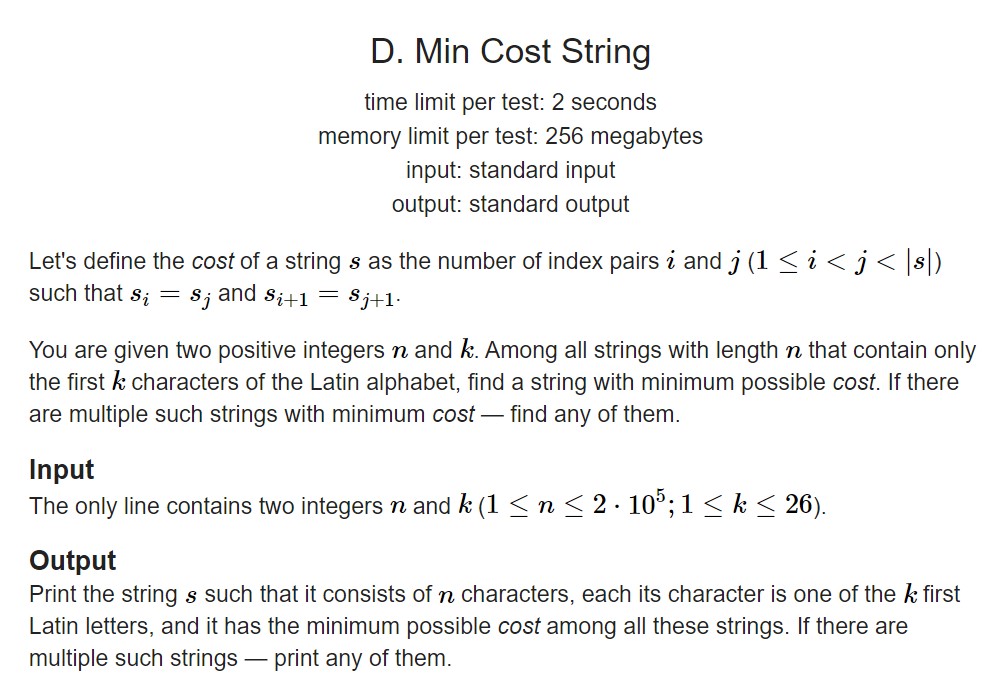 D. Min Cost String
time limit per test: 2 seconds
memory limit per test: 256 megabytes
input: standard input
output: standard output
Let's define the cost of a string s as the number of index pairs i and j (1 ≤ i < j < |s|)
such that s_i = s_j and s_{i+1} = s_{j+1}.
You are given two positive integers n and k. Among all strings with length n that contain only
the first k characters of the Latin alphabet, find a string with minimum possible cost. If there
are multiple such strings with minimum cost — find any of them.
Input
The only line contains two integers n and k (1 ≤ n ≤ 2 · 10^5; 1 ≤ k ≤ 26).
Output
Print the string s such that it consists of n characters, each its character is one of the k first
Latin letters, and it has the minimum possible cost among all these strings. If there are
multiple such strings — print any of them.